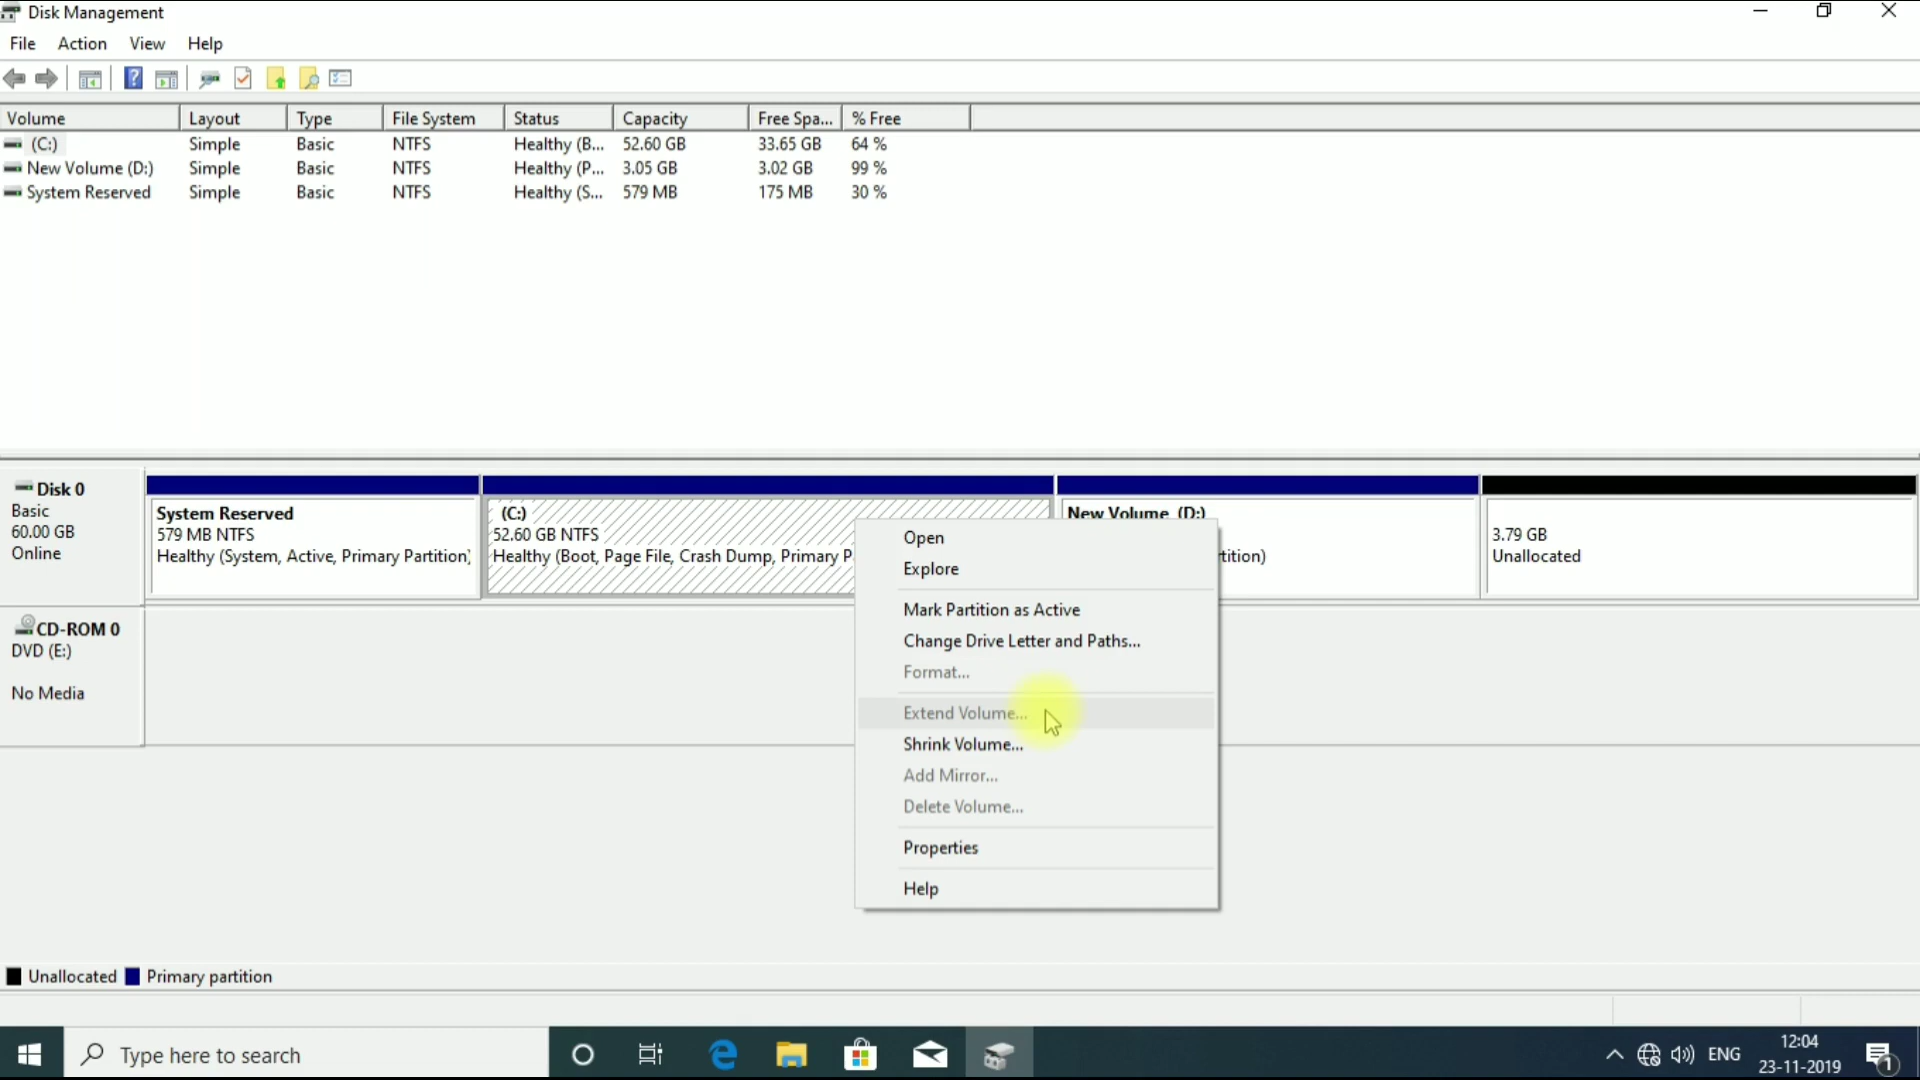 Disk Management
File Action View Help
Volume Layout Type File System Status Capacity Free Spa... % Free
(C:) Simple Basic NTFS Healthy (B... 52.60 GB 33.65 GB 64 %
New Volume (D:) Simple Basic NTFS Healthy (P... 3.05 GB 3.02 GB 99 %
System Reserved Simple Basic NTFS Healthy (S... 579 MB 175 MB 30 %
Disk 0
Basic
60.00 GB
Online
System Reserved
579 MB NTFS
Healthy (System, Active, Primary Partition)
(C:)
52.60 GB NTFS
Healthy (Boot, Page File, Crash Dump, Primary P
New Volume (D:)
tition)
3.79 GB
Unallocated
CD-ROM 0
DVD (E:)
No Media
Open
Explore
Mark Partition as Active
Change Drive Letter and Paths...
Format...
Extend Volume...
Shrink Volume...
Add Mirror...
Delete Volume...
Properties
Help
Unallocated Primary partition
Type here to search
ENG
12:04
23-11-2019
1